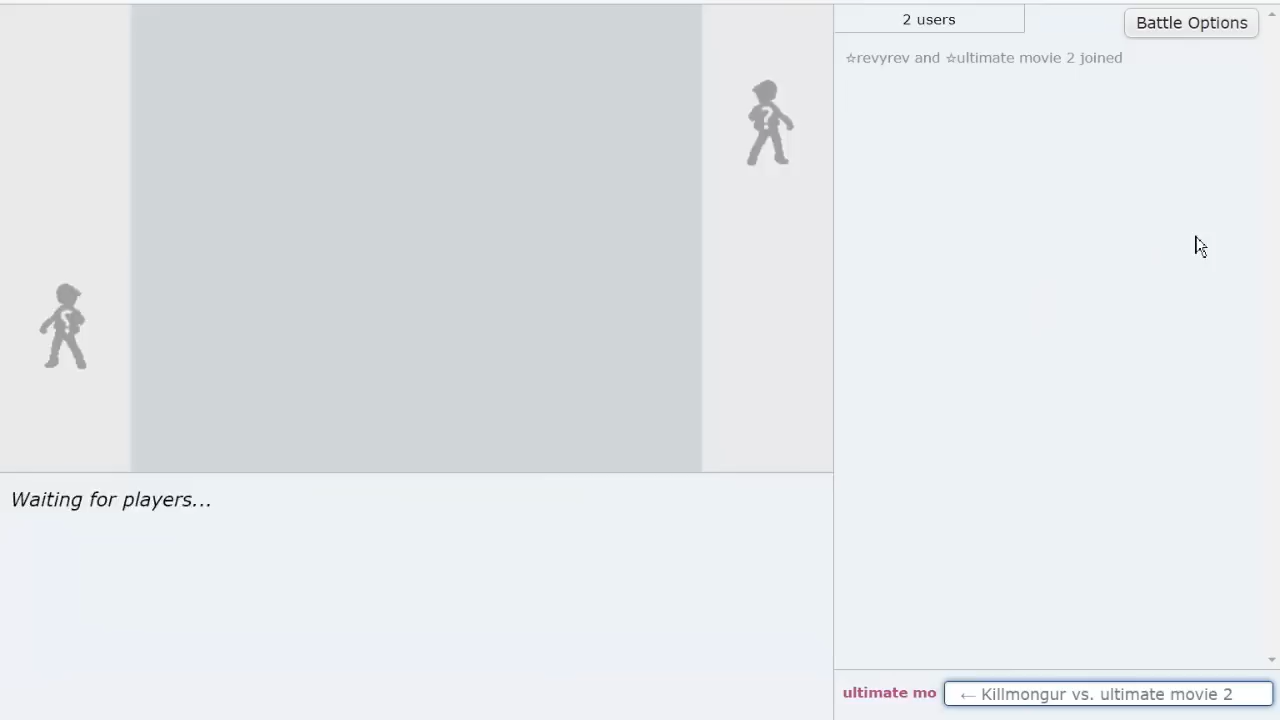 2 users
Battle Options
☆revyrev and ☆ultimate movie 2 joined
?
?
Waiting for players...
ultimate mo
← Killmongur vs. ultimate movie 2